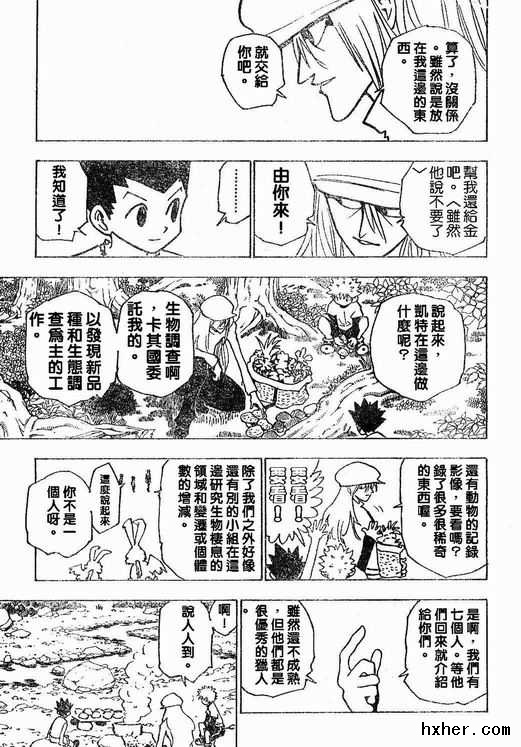 算了，沒關係
。雖然說是放
在我這邊的東
西。
就交給
你吧。
幫我還給金
吧。〈雖然
他說不要了
由你來！
………
我知道了！
說起來，
凱特在這邊做
什麼呢？
生物調查啊
，卡其國委
託我的。
以發現新品
種和生態調
查為主的工
作。
還有動物的記錄
影像，要看嗎？
錄了很多很稀奇
的東西喔。
要看！
要看！
除了我們之外好像
還有別的小組在這
邊研究生物棲息的
領域和變遷或個體
數的增減。
這麼說起來
你不是一
個人呀。
是啊，我們有
七個人。等他
們回來就介紹
給你們。
雖然還不成熟
，但他們都是
很優秀的獵人
啊！
說人人到。
hxher.com